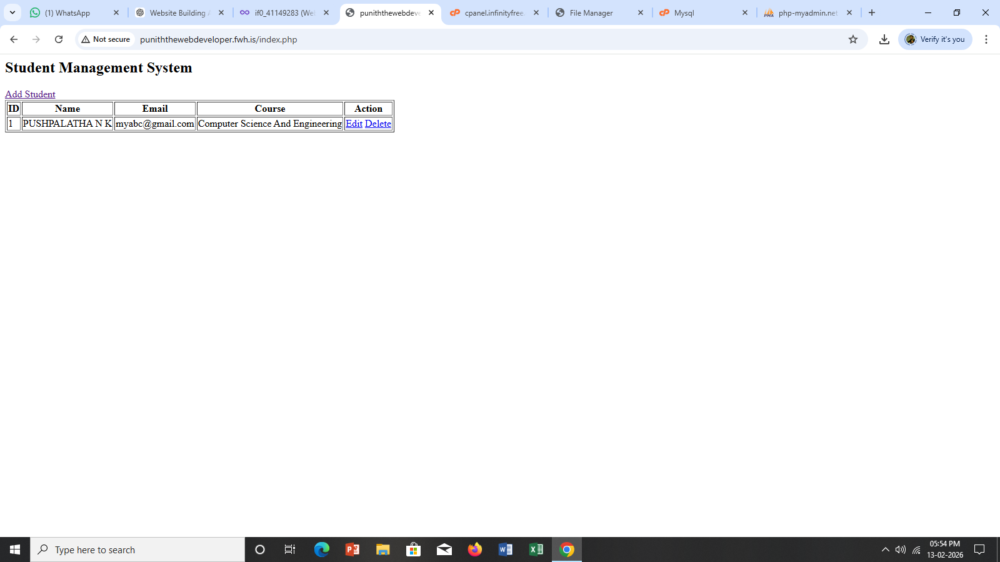 (1) WhatsApp
Website Building A
if0_41149283 (Web
puniththewebdeve
cpanel.infinityfree.
File Manager
Mysql
php-myadmin.net
Not secure
puniththewebdeveloper.fwh.is/index.php
Verify it's you
Student Management System
Add Student
ID Name Email Course Action
1 PUSHPALATHA N K myabc@gmail.com Computer Science And Engineering Edit Delete
Type here to search
05:54 PM
13-02-2026